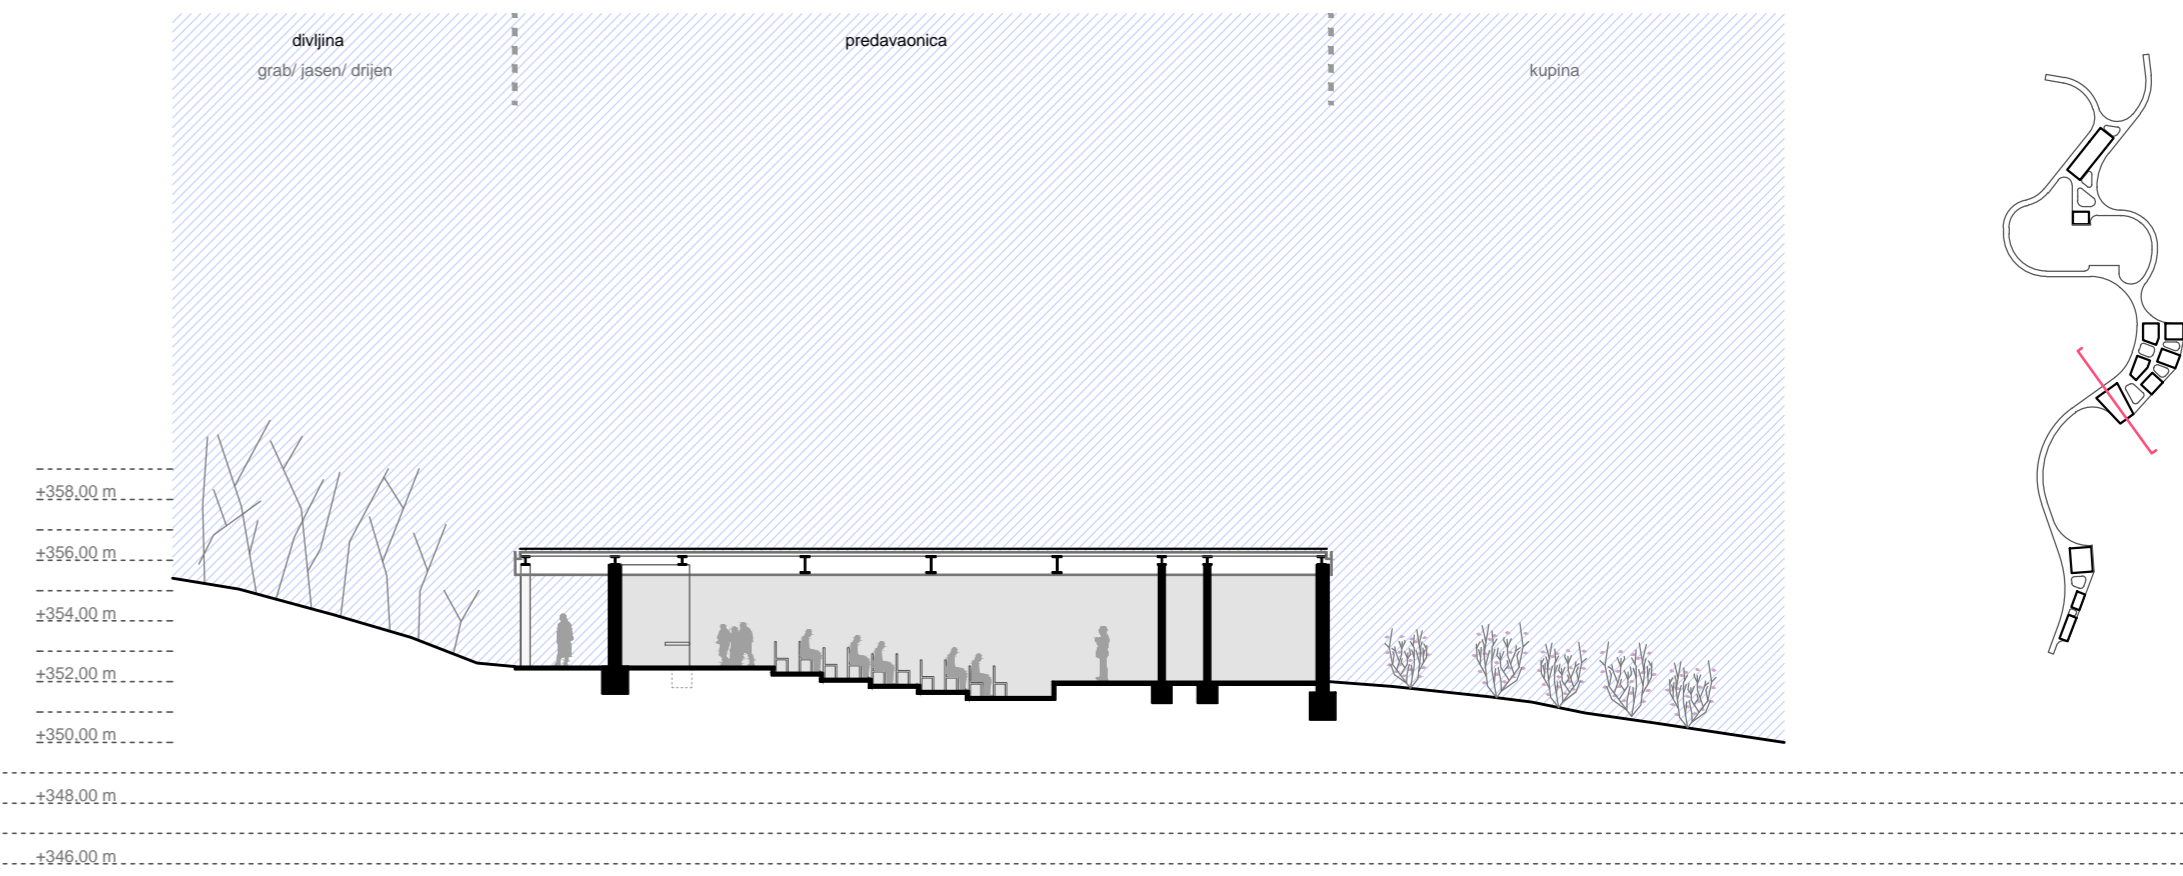 divljina
predavaonica
grab/ jasen/ drijen
kupina
+358,00 m
+356,00 m
+354,00 m
+352,00 m
+350,00 m
+348,00 m
+346,00 m